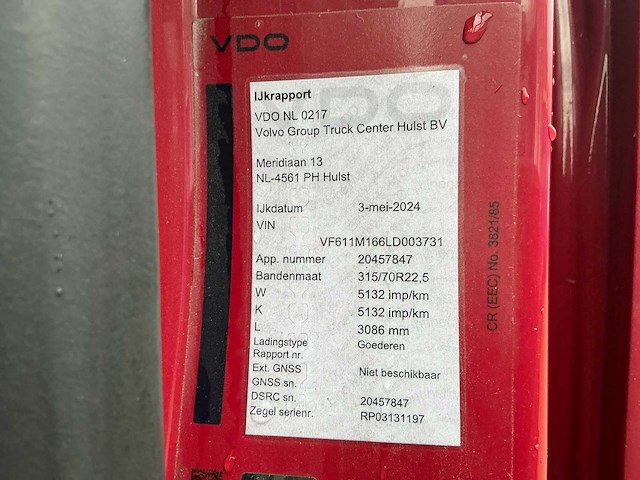 VDO
IJkrapport
VDO NL 0217
Volvo Group Truck Center Hulst BV
Meridiaan 13
NL-4561 PH Hulst
IJkdatum 3-mei-2024
VIN
VF611M166LD003731
App. nummer 20457847
Bandenmaat 315/70R22,5
W 5132 imp/km
K 5132 imp/km
L 3086 mm
Ladingstype Goederen
Rapport nr.
Ext. GNSS Niet beschikbaar
GNSS sn.
DSRC sn. 20457847
Zegel serienr. RP03131197
CR (EEC) No. 3821/85